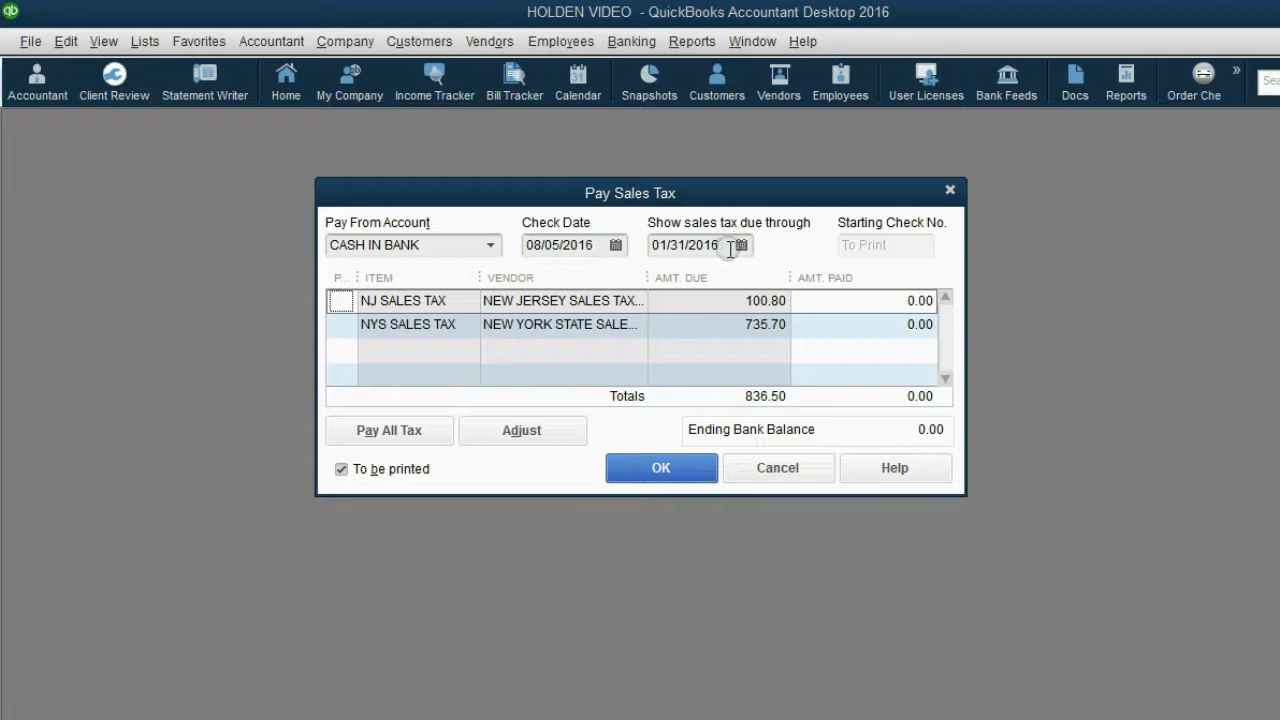 HOLDEN VIDEO - QuickBooks Accountant Desktop 2016
File Edit View Lists Favorites Accountant Company Customers Vendors Employees Banking Reports Window Help
Accountant Client Review Statement Writer Home My Company Income Tracker Bill Tracker Calendar Snapshots Customers Vendors Employees User Licenses Bank Feeds Docs Reports Order Che » Sea
Pay Sales Tax
Pay From Account Check Date Show sales tax due through Starting Check No.
CASH IN BANK 08/05/2016 01/31/2016 To Print
P... ITEM VENDOR AMT. DUE AMT. PAID
NJ SALES TAX NEW JERSEY SALES TAX... 100.80 0.00
NYS SALES TAX NEW YORK STATE SALE... 735.70 0.00
Totals 836.50 0.00
Pay All Tax Adjust Ending Bank Balance 0.00
To be printed OK Cancel Help